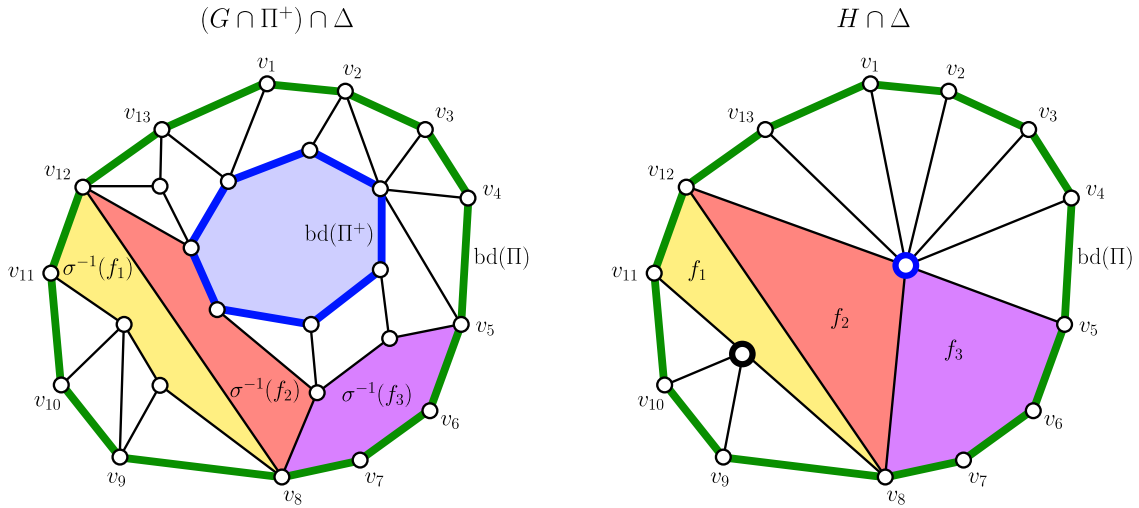 (G ∩ Π⁺) ∩ Δ
v₁
v₂
v₃
v₄
v₅
v₆
v₇
v₈
v₉
v₁₀
v₁₁
v₁₂
v₁₃
bd(Π⁺)
bd(Π)
σ⁻¹(f₁)
σ⁻¹(f₂)
σ⁻¹(f₃)
H ∩ Δ
v₁
v₂
v₃
v₄
v₅
v₆
v₇
v₈
v₉
v₁₀
v₁₁
v₁₂
v₁₃
bd(Π)
f₁
f₂
f₃